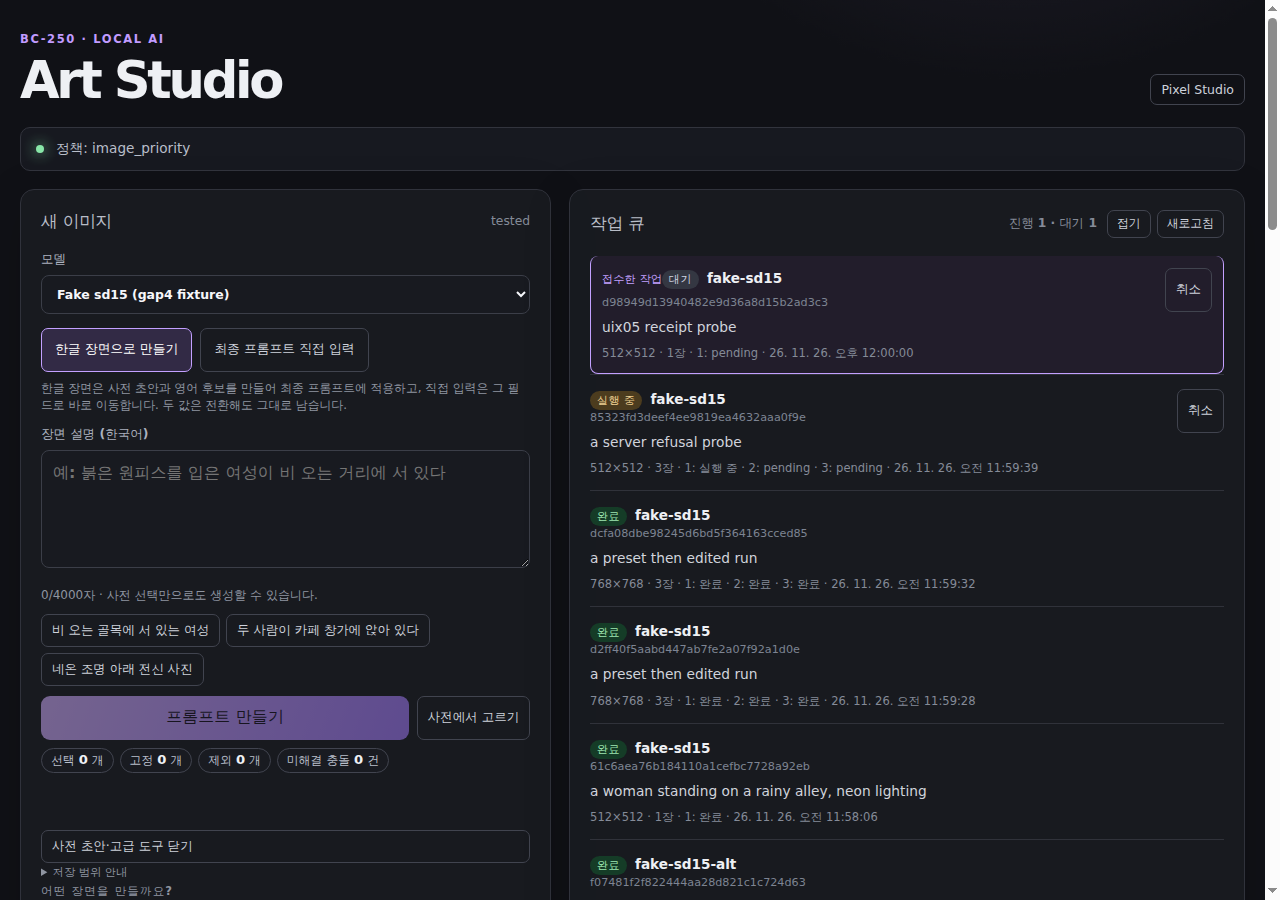 BC-250 · LOCAL AI
Art Studio
Pixel Studio
정책: image_priority
새 이미지
tested
모델
Fake sd15 (gap4 fixture)
한글 장면으로 만들기
최종 프롬프트 직접 입력
한글 장면은 사전 초안과 영어 후보를 만들어 최종 프롬프트에 적용하고, 직접 입력은 그 필
드로 바로 이동합니다. 두 값은 전환해도 그대로 남습니다.
장면 설명 (한국어)
예: 붉은 원피스를 입은 여성이 비 오는 거리에 서 있다
0/4000자 · 사전 선택만으로도 생성할 수 있습니다.
비 오는 골목에 서 있는 여성
두 사람이 카페 창가에 앉아 있다
네온 조명 아래 전신 사진
프롬프트 만들기
사전에서 고르기
선택 0 개
고정 0 개
제외 0 개
미해결 충돌 0 건
사전 초안·고급 도구 닫기
▶ 저장 범위 안내
어떤 장면을 만들까요?
작업 큐
진행 1 · 대기 1
접기
새로고침
접수한 작업 대기 fake-sd15
취소
d98949d13940482e9d36a8d15b2ad3c3
uix05 receipt probe
512×512 · 1장 · 1: pending · 26. 11. 26. 오후 12:00:00
실행 중 fake-sd15
취소
85323fd3deef4ee9819ea4632aaa0f9e
a server refusal probe
512×512 · 3장 · 1: 실행 중 · 2: pending · 3: pending · 26. 11. 26. 오전 11:59:39
완료 fake-sd15
dcfa08dbe98245d6bd5f364163cced85
a preset then edited run
768×768 · 3장 · 1: 완료 · 2: 완료 · 3: 완료 · 26. 11. 26. 오전 11:59:32
완료 fake-sd15
d2ff40f5aabd447ab7fe2a07f92a1d0e
a preset then edited run
768×768 · 3장 · 1: 완료 · 2: 완료 · 3: 완료 · 26. 11. 26. 오전 11:59:28
완료 fake-sd15
61c6aea76b184110a1cefbc7728a92eb
a woman standing on a rainy alley, neon lighting
512×512 · 1장 · 1: 완료 · 26. 11. 26. 오전 11:58:06
완료 fake-sd15-alt
f07481f2f822444aa28d821c1c724d63